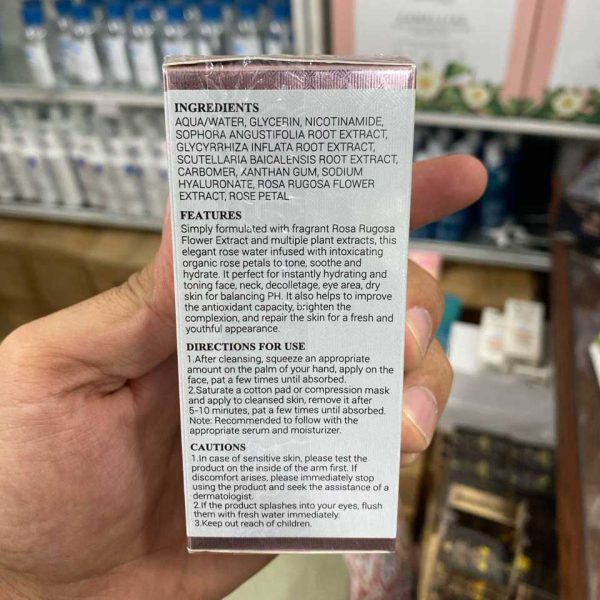 INGREDIENTS
AQUA/WATER, GLYCERIN, NICOTINAMIDE,
SOPHORA ANGUSTIFOLIA ROOT EXTRACT,
GLYCYRRHIZA INFLATA ROOT EXTRACT,
SCUTELLARIA BAICALENSIS ROOT EXTRACT,
CARBOMER, XANTHAN GUM, SODIUM
HYALURONATE, ROSA RUGOSA FLOWER
EXTRACT, ROSE PETAL.
FEATURES
Simply formulated with fragrant Rosa Rugosa
Flower Extract and multiple plant extracts, this
elegant rose water infused with intoxicating
organic rose petals to tone, soothe and
hydrate. It perfect for instantly hydrating and
toning face, neck, decolletage, eye area, dry
skin for balancing PH. It also helps to improve
the antioxidant capacity, brighten the
complexion, and repair the skin for a fresh and
youthful appearance.
DIRECTIONS FOR USE
1.After cleansing, squeeze an appropriate
amount on the palm of your hand, apply on the
face, pat a few times until absorbed.
2.Saturate a cotton pad or compression mask
and apply to cleansed skin, remove it after
5-10 minutes, pat a few times until absorbed.
Note: Recommended to follow with the
appropriate serum and moisturizer.
CAUTIONS
1.In case of sensitive skin, please test the
product on the inside of the arm first. If
discomfort arises, please immediately stop
using the product and seek the assistance of a
dermatologist.
2.If the product splashes into your eyes, flush
them with fresh water immediately.
3.Keep out reach of children.